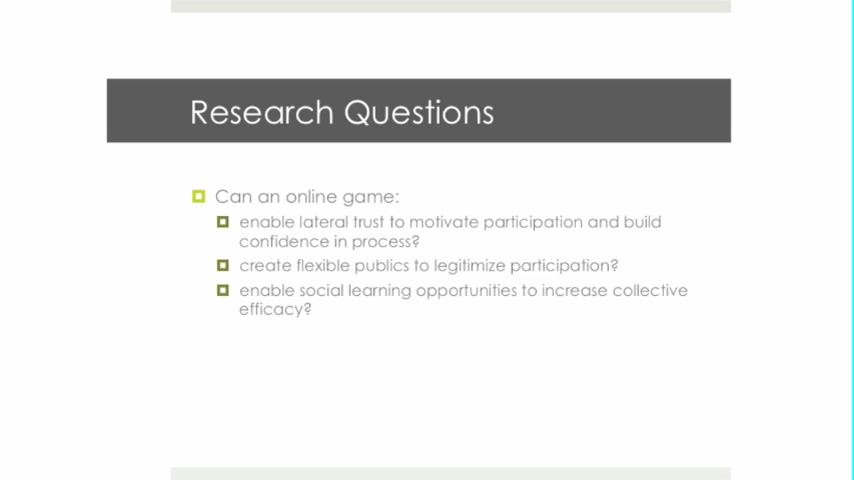 Research Questions
Can an online game:
enable lateral trust to motivate participation and build
confidence in process?
create flexible publics to legitimize participation?
enable social learning opportunities to increase collective
efficacy?